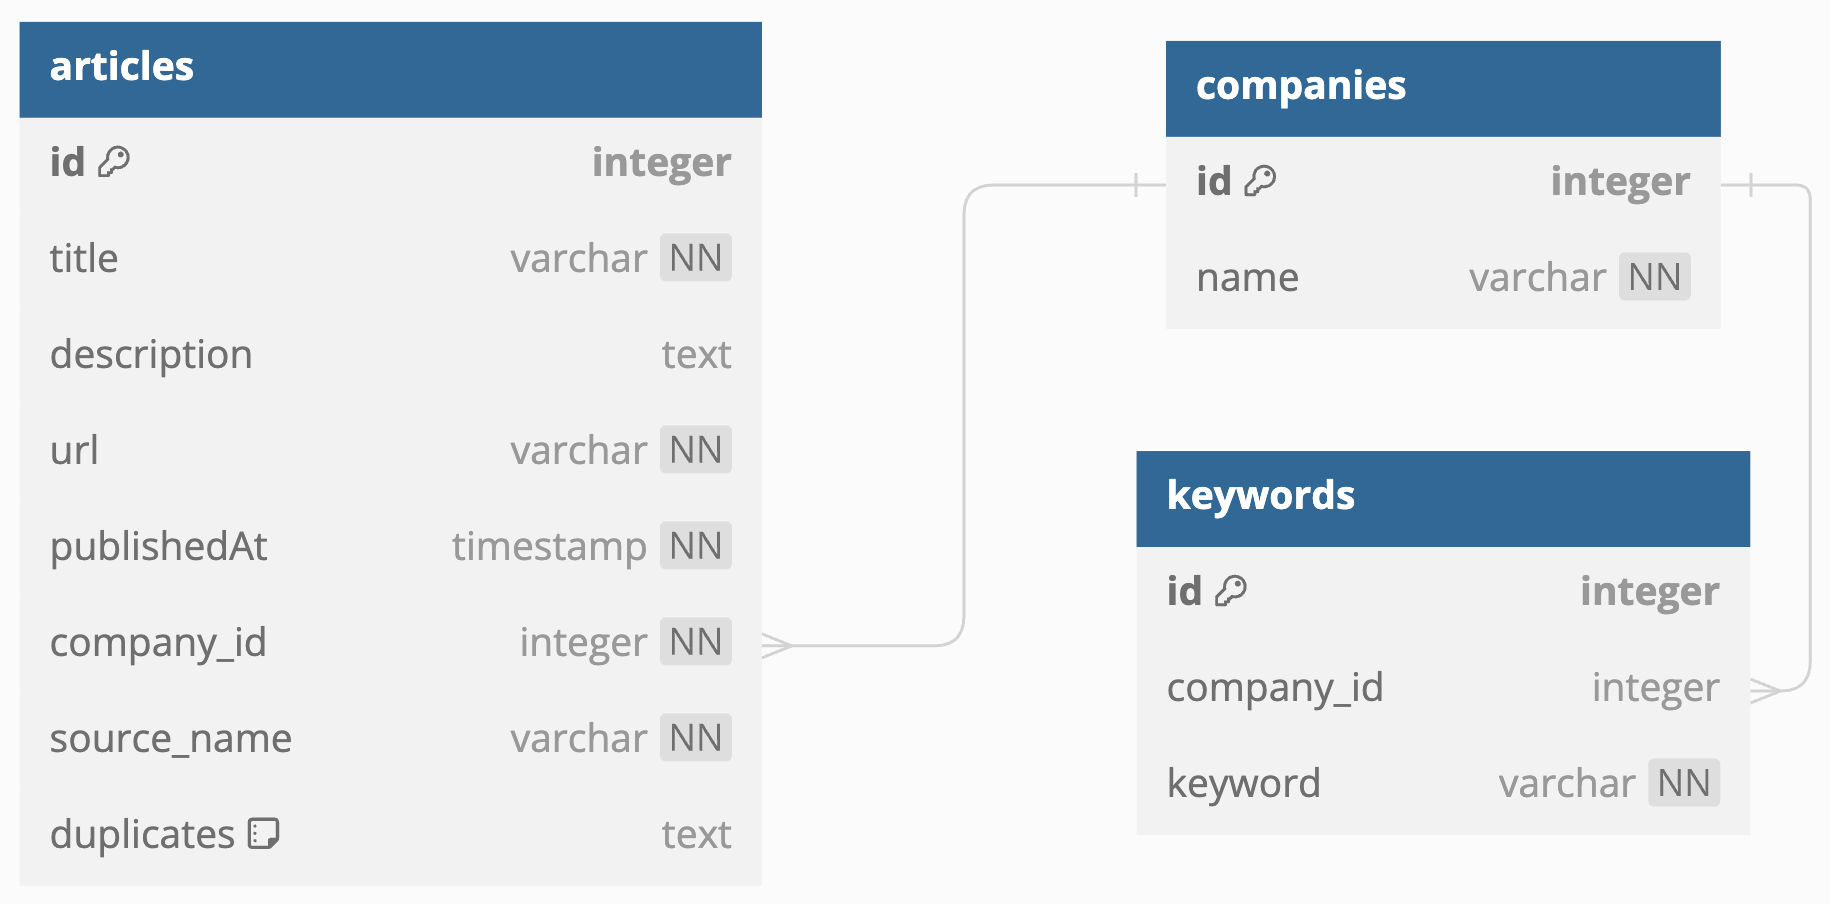 articles
id integer
title varchar NN
description text
url varchar NN
publishedAt timestamp NN
company_id integer NN
source_name varchar NN
duplicates text
companies
id integer
name varchar NN
keywords
id integer
company_id integer
keyword varchar NN